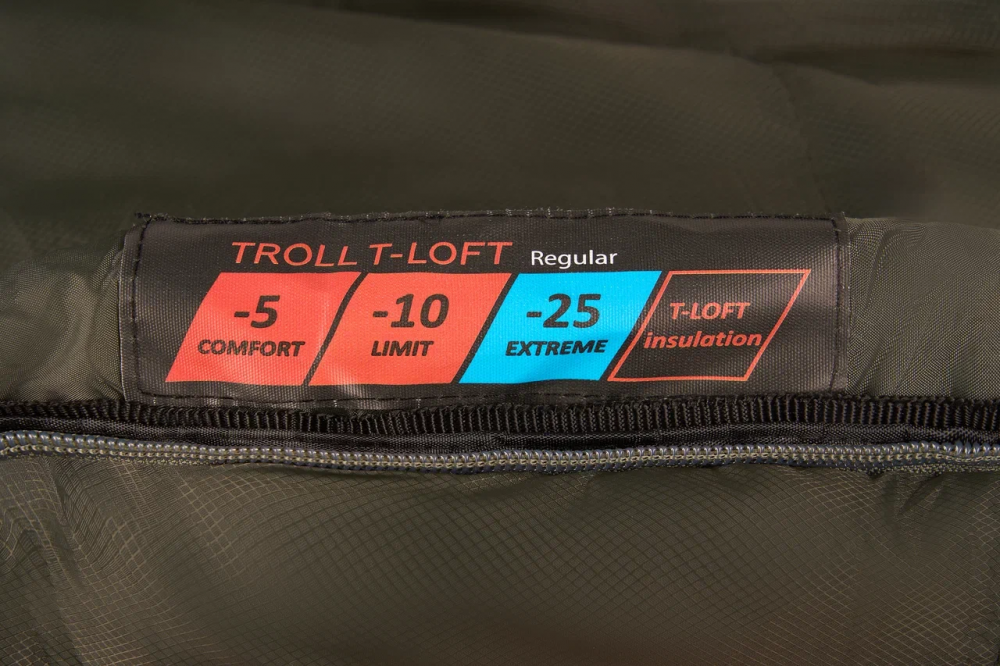 TROLL T-LOFT Regular
-5 -10 -25 T-LOFT
COMFORT LIMIT EXTREME insulation